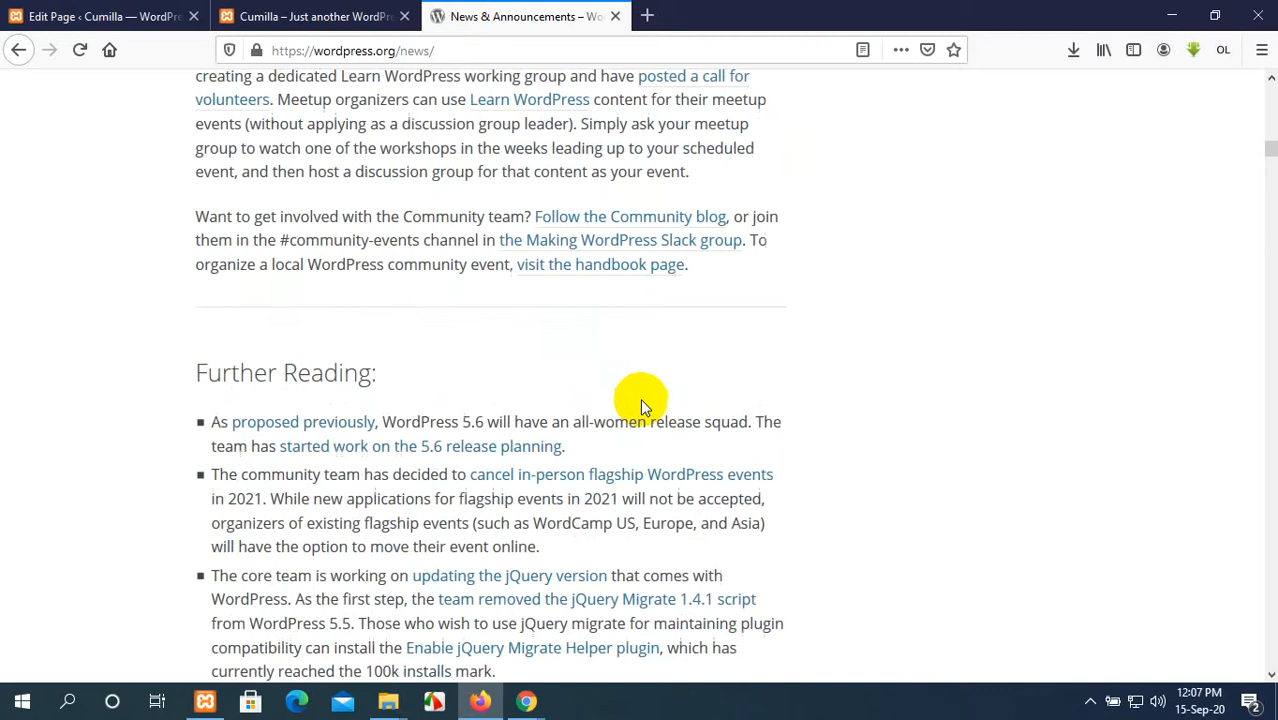 Edit Page ‹ Cumilla — WordPre
Cumilla – Just another WordPr
News & Announcements – Wo
https://wordpress.org/news/
OL
creating a dedicated Learn WordPress working group and have posted a call for
volunteers. Meetup organizers can use Learn WordPress content for their meetup
events (without applying as a discussion group leader). Simply ask your meetup
group to watch one of the workshops in the weeks leading up to your scheduled
event, and then host a discussion group for that content as your event.
Want to get involved with the Community team? Follow the Community blog, or join
them in the #community-events channel in the Making WordPress Slack group. To
organize a local WordPress community event, visit the handbook page.
Further Reading:
As proposed previously, WordPress 5.6 will have an all-women release squad. The
team has started work on the 5.6 release planning.
The community team has decided to cancel in-person flagship WordPress events
in 2021. While new applications for flagship events in 2021 will not be accepted,
organizers of existing flagship events (such as WordCamp US, Europe, and Asia)
will have the option to move their event online.
The core team is working on updating the jQuery version that comes with
WordPress. As the first step, the team removed the jQuery Migrate 1.4.1 script
from WordPress 5.5. Those who wish to use jQuery migrate for maintaining plugin
compatibility can install the Enable jQuery Migrate Helper plugin, which has
currently reached the 100k installs mark.
12:07 PM
15-Sep-20
2